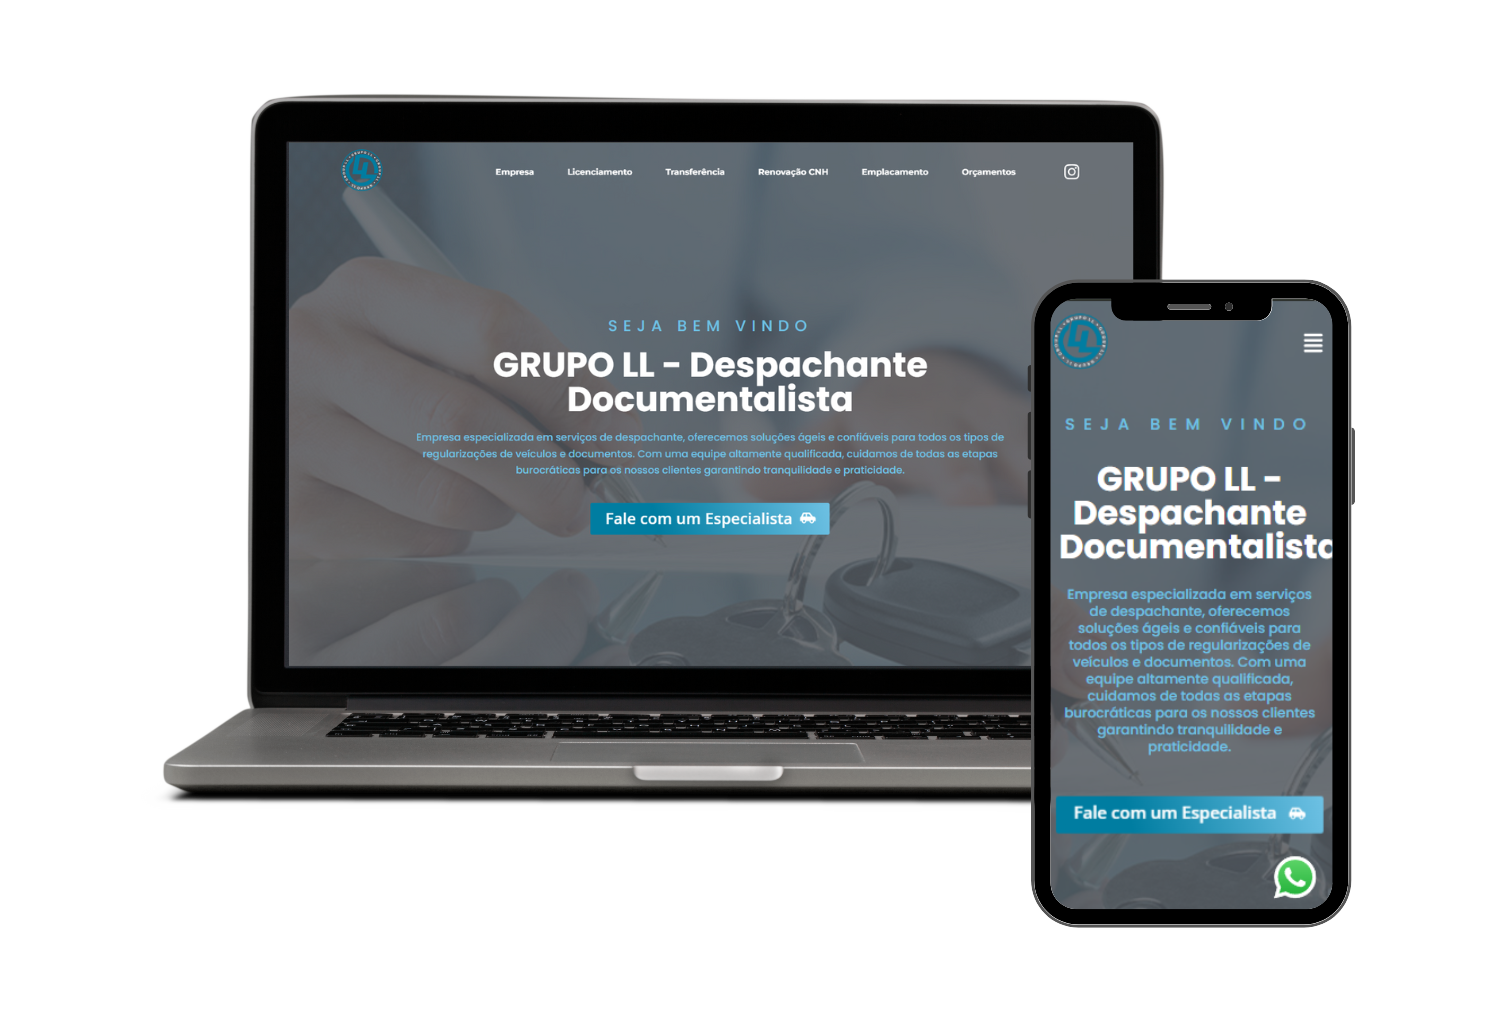 Empresa Licenciamento Transferência Renovação CNH Emplacamento Orçamentos
SEJA BEM VINDO
GRUPO LL - Despachante
Documentalista
Empresa especializada em serviços de despachante, oferecemos soluções ágeis e confiáveis para todos os tipos de
regularizações de veículos e documentos. Com uma equipe altamente qualificada, cuidamos de todas as etapas
burocráticas para os nossos clientes garantindo tranquilidade e praticidade.
Fale com um Especialista
SEJA BEM VINDO
GRUPO LL -
Despachante
Documentalista
Empresa especializada em serviços
de despachante, oferecemos
soluções ágeis e confiáveis para
todos os tipos de regularizações de
veículos e documentos. Com uma
equipe altamente qualificada,
cuidamos de todas as etapas
burocráticas para os nossos clientes
garantindo tranquilidade e
praticidade.
Fale com um Especialista